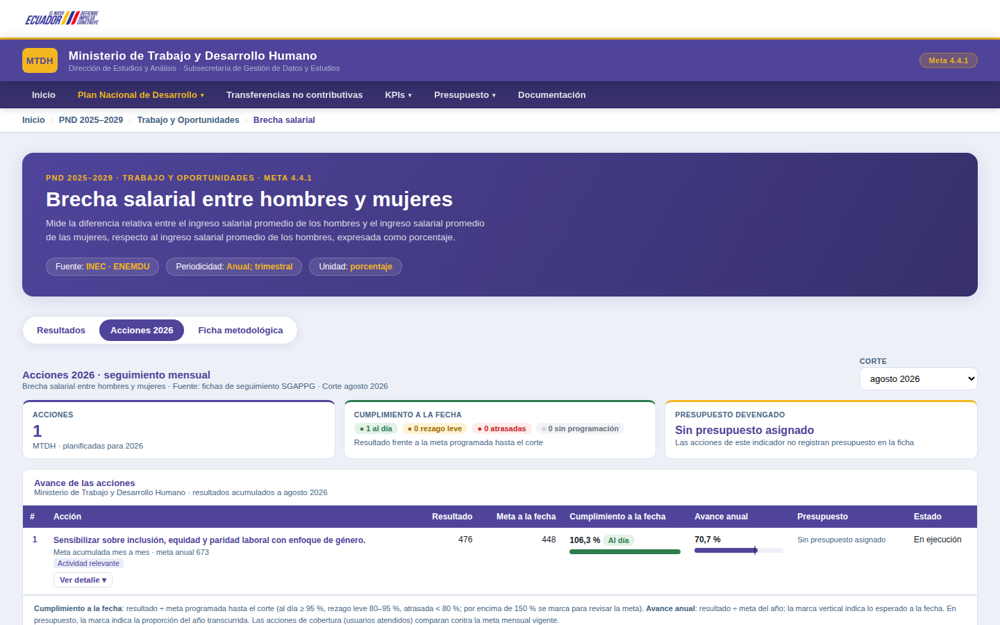 EL NUEVO
ECUADOR
DEFIENDE
IMPULSA
CONSTRUYE
MTDH
Ministerio de Trabajo y Desarrollo Humano
Dirección de Estudios y Análisis · Subsecretaría de Gestión de Datos y Estudios
Meta 4.4.1
Inicio
Plan Nacional de Desarrollo ▾
Transferencias no contributivas
KPIs ▾
Presupuesto ▾
Documentación
Inicio › PND 2025–2029 › Trabajo y Oportunidades › Brecha salarial
PND 2025–2029 · TRABAJO Y OPORTUNIDADES · META 4.4.1
Brecha salarial entre hombres y mujeres
Mide la diferencia relativa entre el ingreso salarial promedio de los hombres y el ingreso salarial promedio
de las mujeres, respecto al ingreso salarial promedio de los hombres, expresada como porcentaje.
Fuente: INEC · ENEMDU
Periodicidad: Anual; trimestral
Unidad: porcentaje
Resultados
Acciones 2026
Ficha metodológica
CORTE
agosto 2026
Acciones 2026 · seguimiento mensual
Brecha salarial entre hombres y mujeres · Fuente: fichas de seguimiento SGAPPG · Corte agosto 2026
ACCIONES
1
MTDH · planificadas para 2026
CUMPLIMIENTO A LA FECHA
● 1 al día ● 0 rezago leve ● 0 atrasadas ○ 0 sin programación
Resultado frente a la meta programada hasta el corte
PRESUPUESTO DEVENGADO
Sin presupuesto asignado
Las acciones de este indicador no registran presupuesto en la ficha
Avance de las acciones
Ministerio de Trabajo y Desarrollo Humano · resultados acumulados a agosto 2026
# Acción Resultado Meta a la fecha Cumplimiento a la fecha Avance anual Presupuesto Estado
1 Sensibilizar sobre inclusión, equidad y paridad laboral con enfoque de género. 476 448 106,3 % Al día 70,7 % Sin presupuesto asignado En ejecución
Meta acumulada mes a mes · meta anual 673
Actividad relevante
Ver detalle ▾
Cumplimiento a la fecha: resultado ÷ meta programada hasta el corte (al día ≥ 95 %, rezago leve 80–95 %, atrasada < 80 %; por encima de 150 % se marca para revisar la meta). Avance anual: resultado ÷ meta del año; la marca vertical indica lo esperado a la fecha. En
presupuesto, la marca indica la proporción del año transcurrida. Las acciones de cobertura (usuarios atendidos) comparan contra la meta mensual vigente.